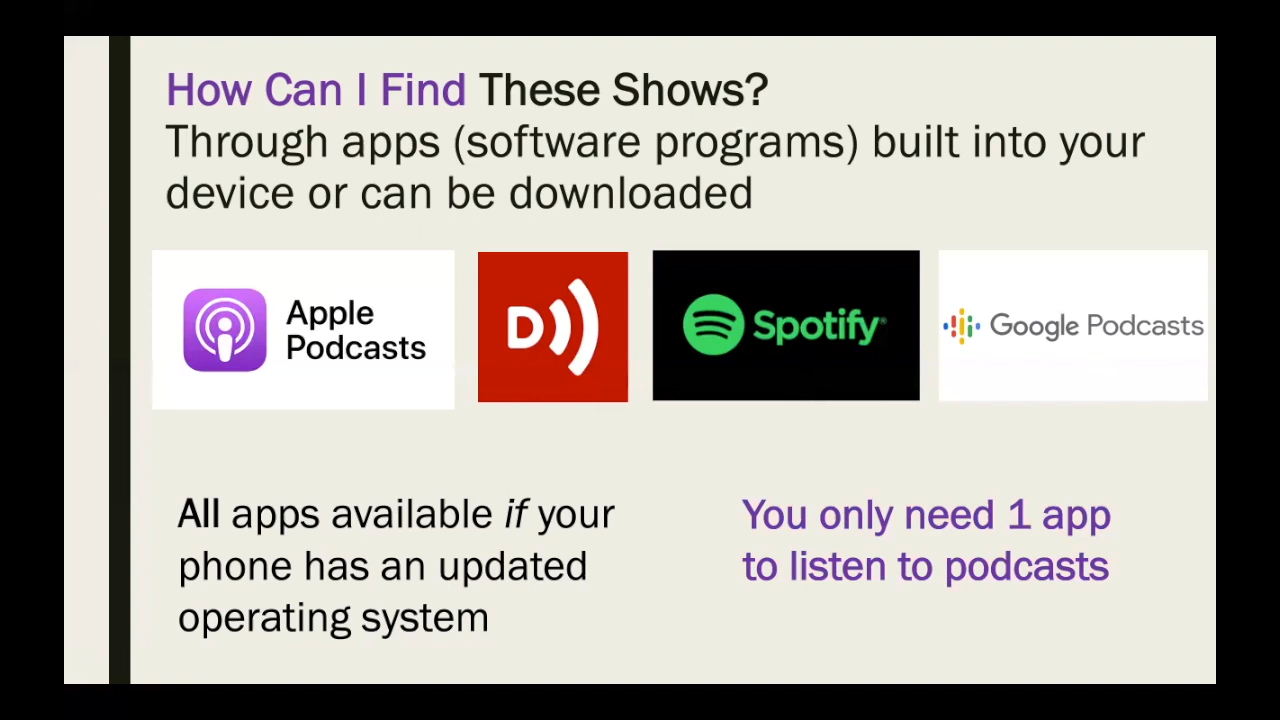 How Can I Find These Shows?
Through apps (software programs) built into your
device or can be downloaded
Apple
Podcasts
D
Spotify®
Google Podcasts
All apps available if your
phone has an updated
operating system
You only need 1 app
to listen to podcasts